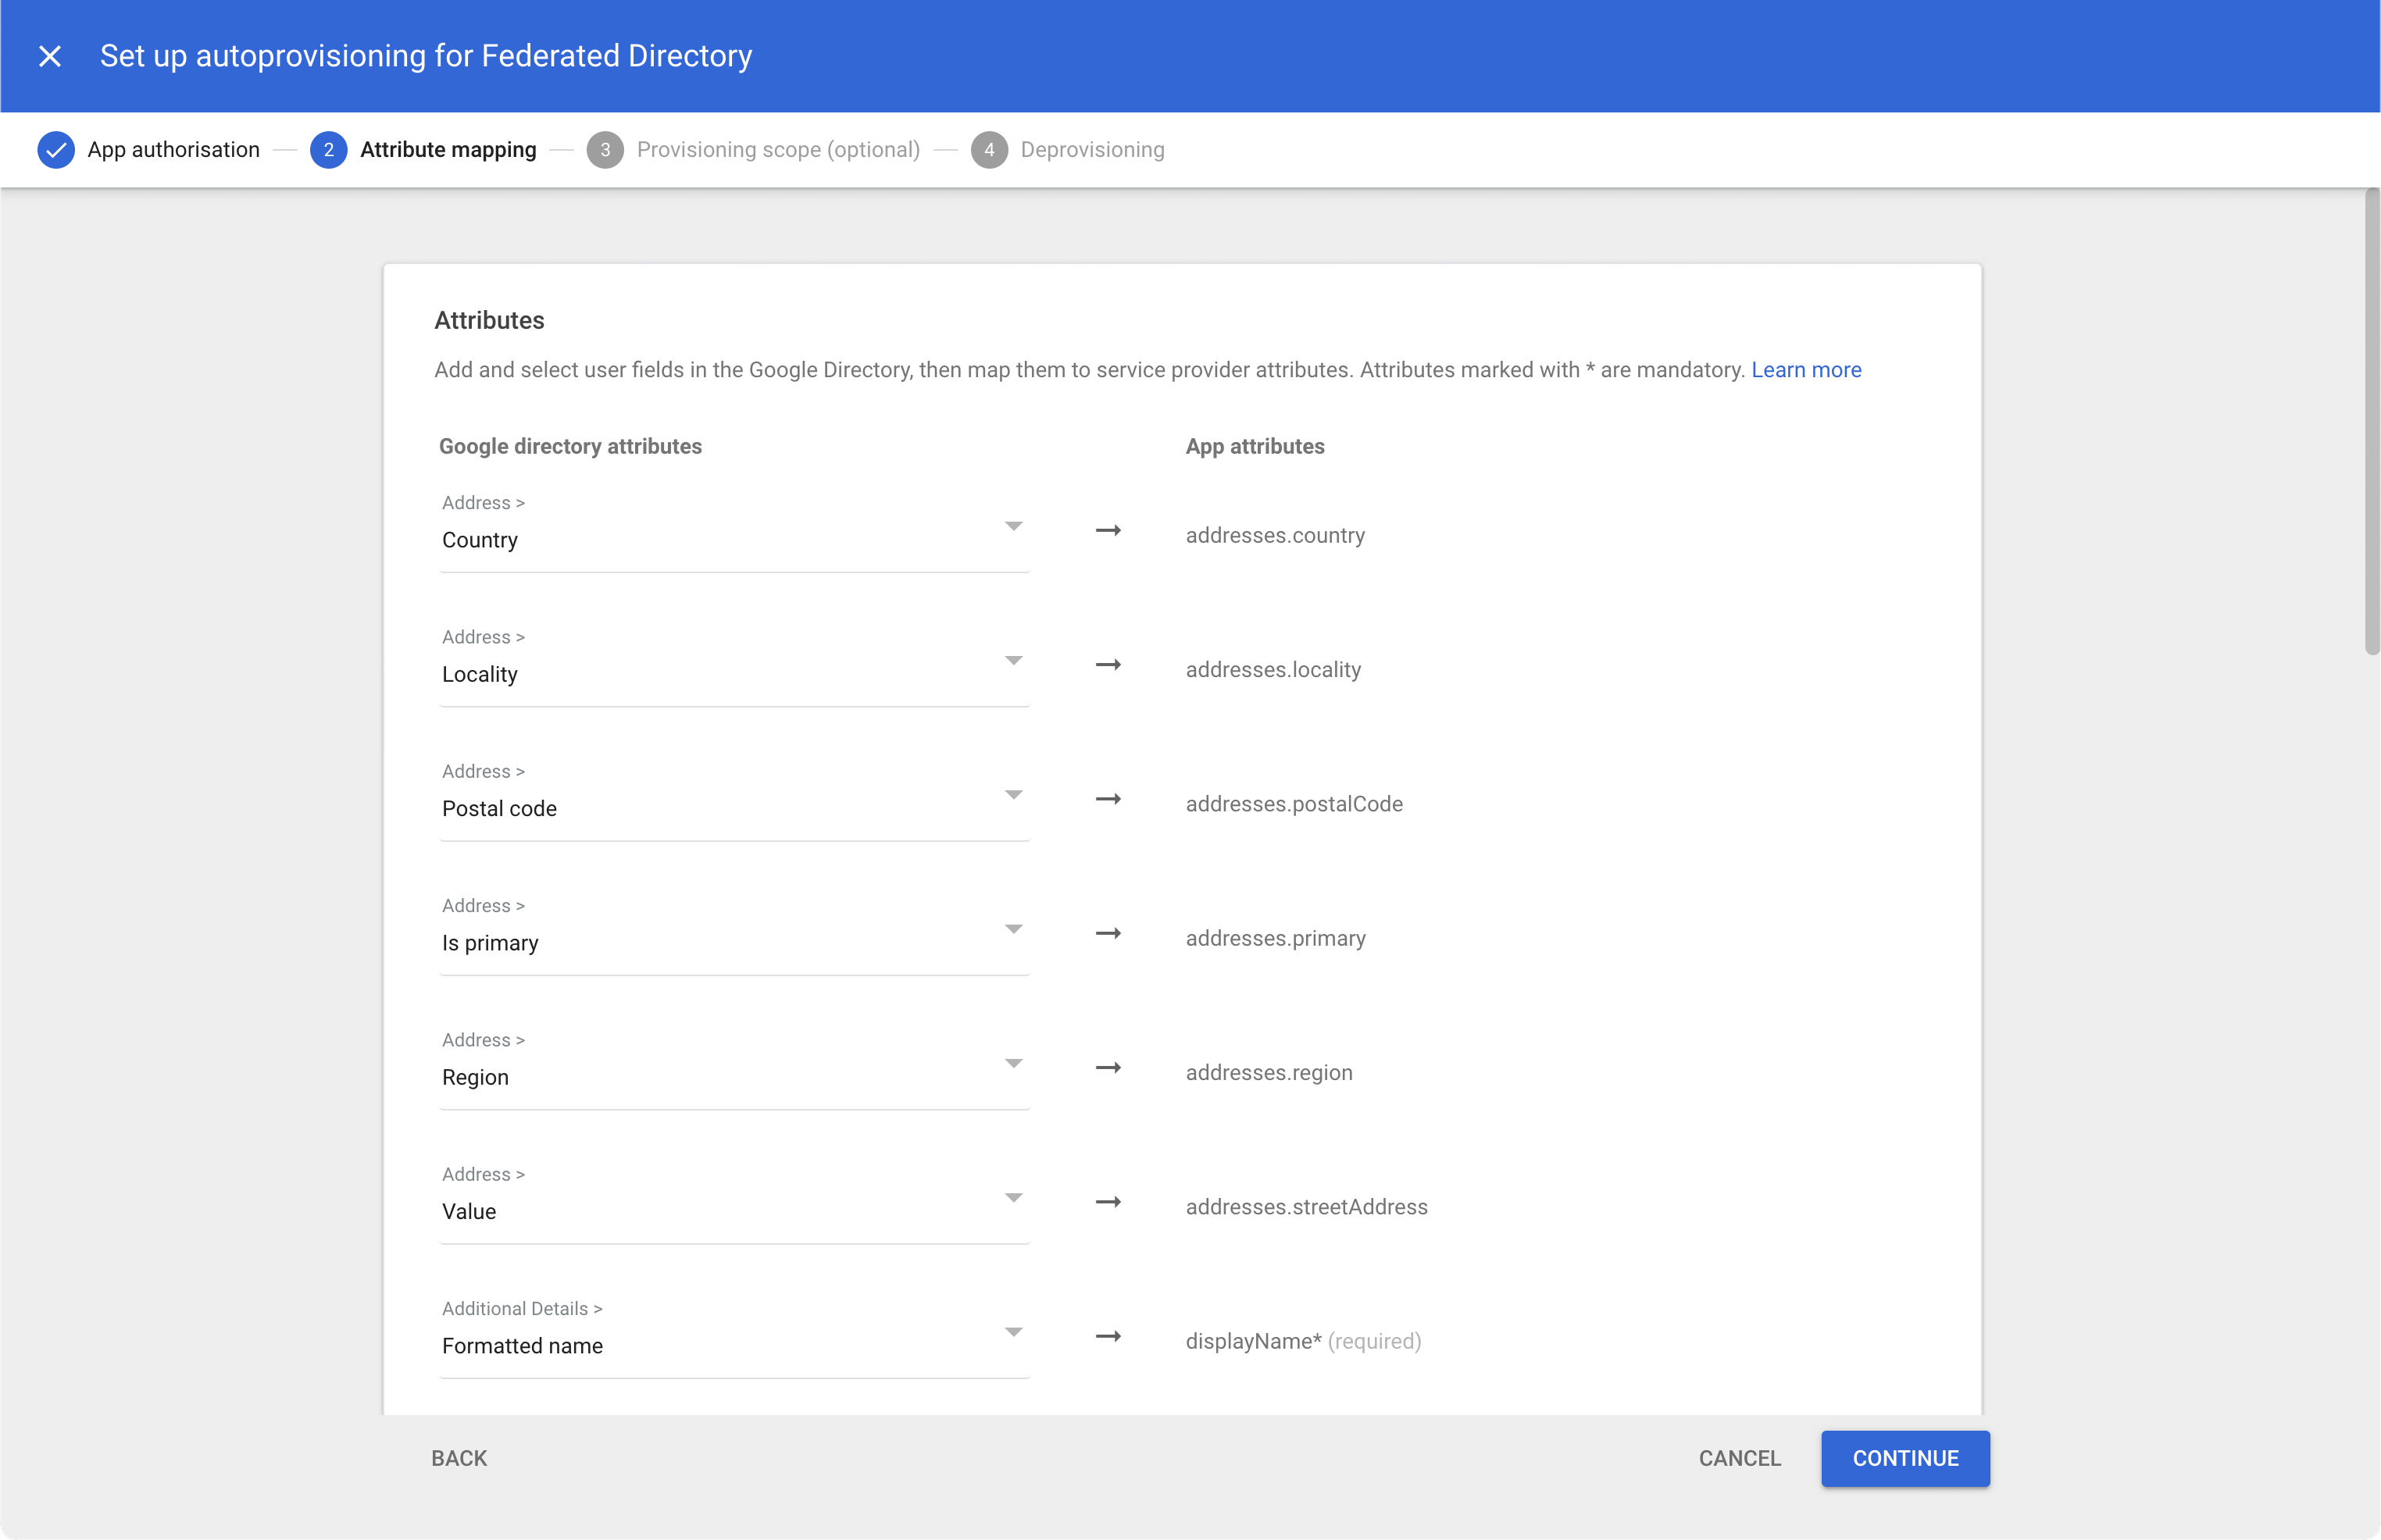 Set up autoprovisioning for Federated Directory
App authorisation 2 Attribute mapping 3 Provisioning scope (optional) 4 Deprovisioning
Attributes
Add and select user fields in the Google Directory, then map them to service provider attributes. Attributes marked with * are mandatory. Learn more
Google directory attributes App attributes
Address >
Country addresses.country
Address >
Locality addresses.locality
Address >
Postal code addresses.postalCode
Address >
Is primary addresses.primary
Address >
Region addresses.region
Address >
Value addresses.streetAddress
Additional Details >
Formatted name displayName* (required)
BACK CANCEL CONTINUE